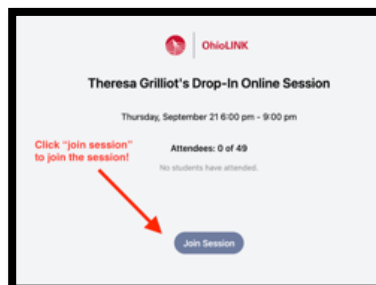 OhioLINK
Theresa Grilliot's Drop-In Online Session
Thursday, September 21 6:00 pm - 9:00 pm
Click "join session"
to join the session!
Attendees: 0 of 49
No students have attended.
Join Session